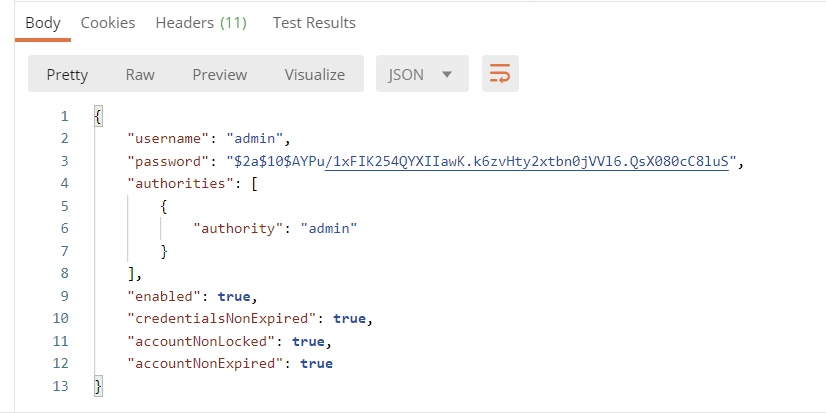 Body Cookies Headers (11) Test Results
Pretty Raw Preview Visualize JSON
1 {
2 "username": "admin",
3 "password": "$2a$10$AYPu/1xFIK254QYXIIawK.k6zvHty2xtbn0jVVl6.QsX080cC8luS",
4 "authorities": [
5 {
6 "authority": "admin"
7 }
8 ],
9 "enabled": true,
10 "credentialsNonExpired": true,
11 "accountNonLocked": true,
12 "accountNonExpired": true
13 }